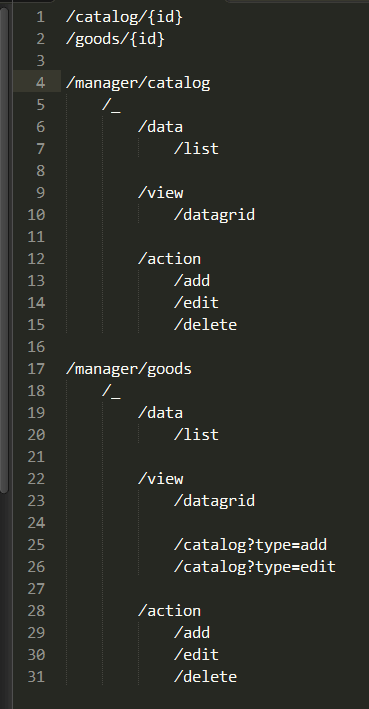 1 /catalog/{id}
2 /goods/{id}
3
4 /manager/catalog
5 /_
6 /data
7 /list
8
9 /view
10 /datagrid
11
12 /action
13 /add
14 /edit
15 /delete
16
17 /manager/goods
18 /_
19 /data
20 /list
21
22 /view
23 /datagrid
24
25 /catalog?type=add
26 /catalog?type=edit
27
28 /action
29 /add
30 /edit
31 /delete